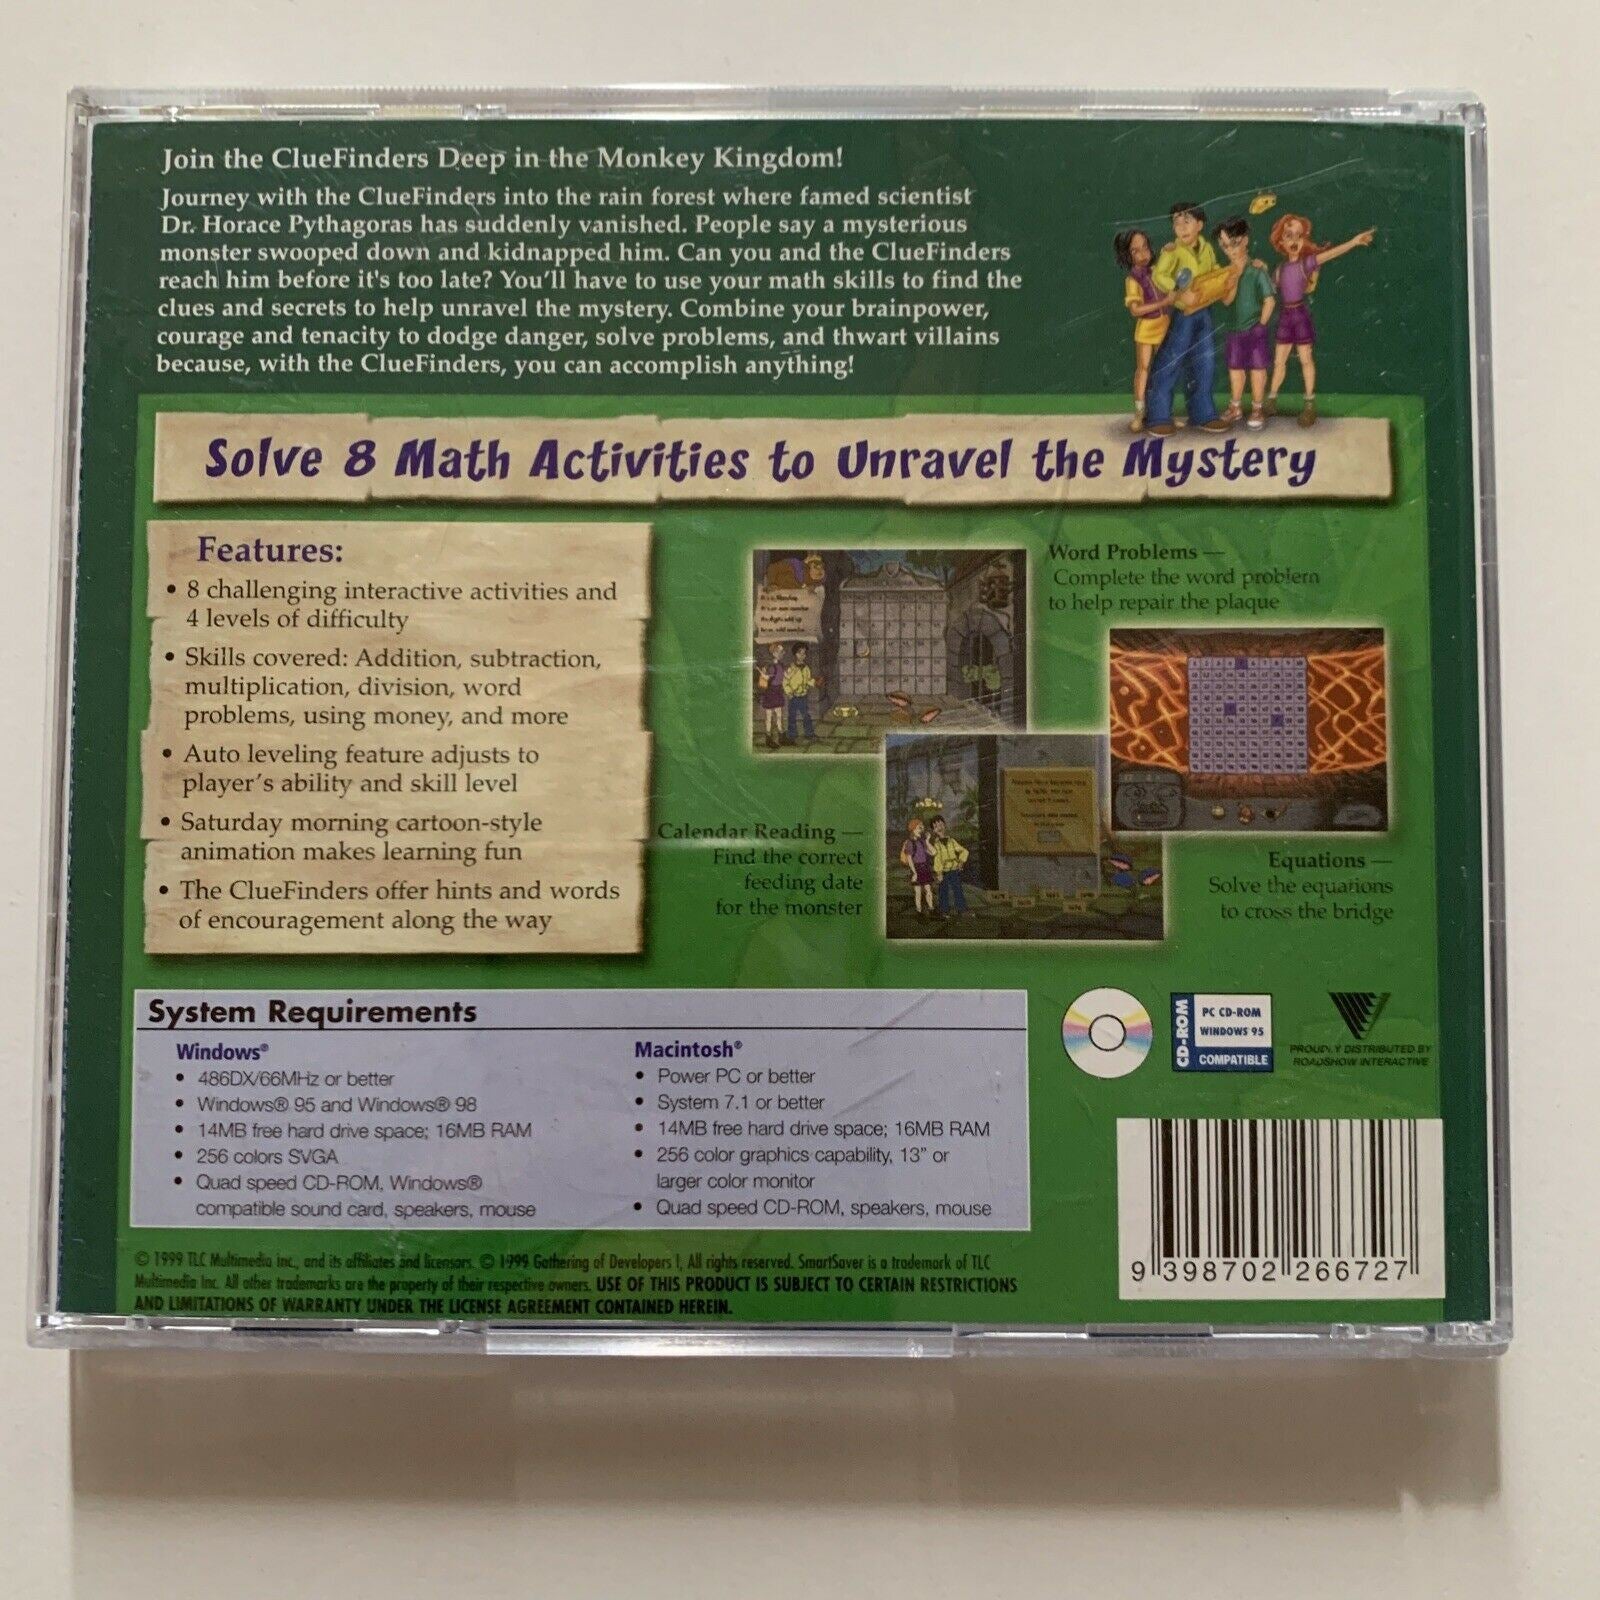 Join the ClueFinders Deep in the Monkey Kingdom!
Journey with the ClueFinders into the rain forest where famed scientist
Dr. Horace Pythagoras has suddenly vanished. People say a mysterious
monster swooped down and kidnapped him. Can you and the ClueFinders
reach him before it's too late? You'll have to use your math skills to find the
clues and secrets to help unravel the mystery. Combine your brainpower,
courage and tenacity to dodge danger, solve problems, and thwart villains
because, with the ClueFinders, you can accomplish anything!
Solve 8 Math Activities to Unravel the Mystery
Features:
• 8 challenging interactive activities and
4 levels of difficulty
• Skills covered: Addition, subtraction,
multiplication, division, word
problems, using money, and more
• Auto leveling feature adjusts to
player's ability and skill level
• Saturday morning cartoon-style
animation makes learning fun
• The ClueFinders offer hints and words
of encouragement along the way
Word Problems —
Complete the word problem
to help repair the plaque
Calendar Reading —
Find the correct
feeding date
for the monster
Equations —
Solve the equations
to cross the bridge
System Requirements
Windows®
• 486DX/66MHz or better
• Windows® 95 and Windows® 98
• 14MB free hard drive space; 16MB RAM
• 256 colors SVGA
• Quad speed CD-ROM, Windows®
compatible sound card, speakers, mouse
Macintosh®
• Power PC or better
• System 7.1 or better
• 14MB free hard drive space; 16MB RAM
• 256 color graphics capability, 13" or
larger color monitor
• Quad speed CD-ROM, speakers, mouse
CD-ROM
PC CD-ROM
WINDOWS 95
COMPATIBLE
PROUDLY DISTRIBUTED BY
ROADSHOW INTERACTIVE
© 1999 TLC Multimedia Inc., and its affiliates and licensors. © 1999 Gathering of Developers I, All rights reserved. SmartSaver is a trademark of TLC
Multimedia Inc. All other trademarks are the property of their respective owners. USE OF THIS PRODUCT IS SUBJECT TO CERTAIN RESTRICTIONS
AND LIMITATIONS OF WARRANTY UNDER THE LICENSE AGREEMENT CONTAINED HEREIN.
9 398702 266727